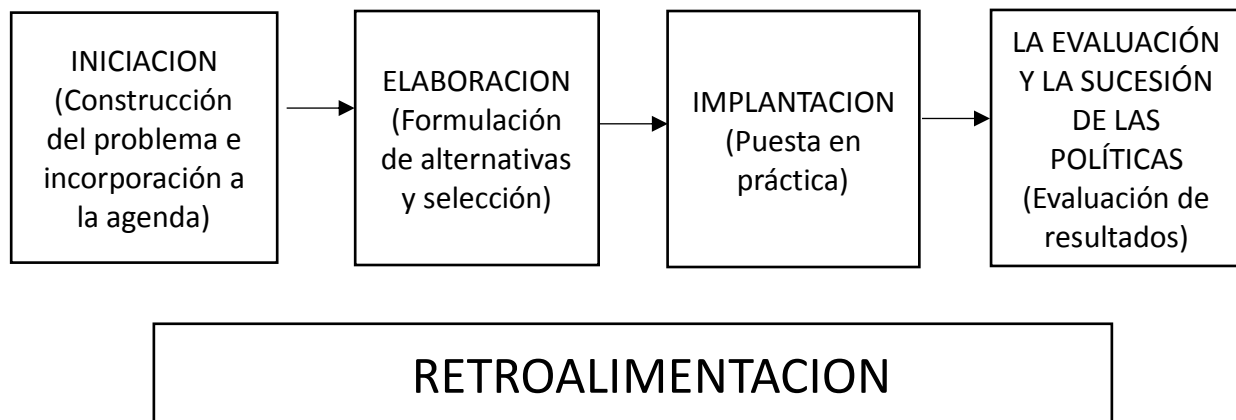 INICIACION
(Construcción
del problema e
incorporación a
la agenda)
ELABORACION
(Formulación
de alternativas
y selección)
IMPLANTACION
(Puesta en
práctica)
LA EVALUACIÓN
Y LA SUCESIÓN
DE LAS
POLÍTICAS
(Evaluación de
resultados)
RETROALIMENTACION